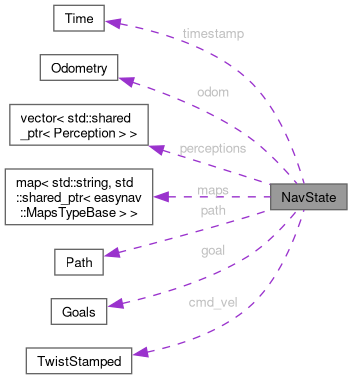 Time
timestamp
Odometry
odom
vector< std::shared
_ptr< Perception > >
perceptions
map< std::string, std
::shared_ptr< easynav
::MapsTypeBase > >
maps
NavState
path
Path
goal
Goals
cmd_vel
TwistStamped